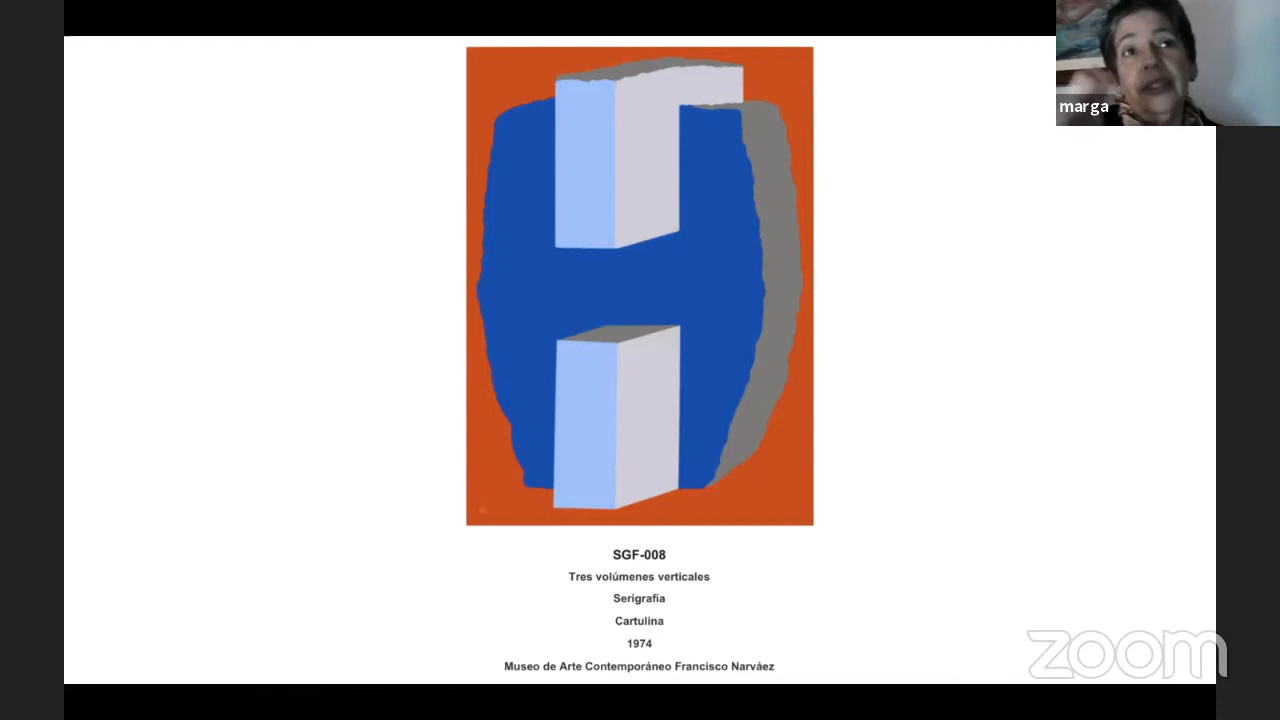 marga
SGF-008
Tres volúmenes verticales
Serigrafía
Cartulina
1974
Museo de Arte Contemporáneo Francisco Narváez
zoom